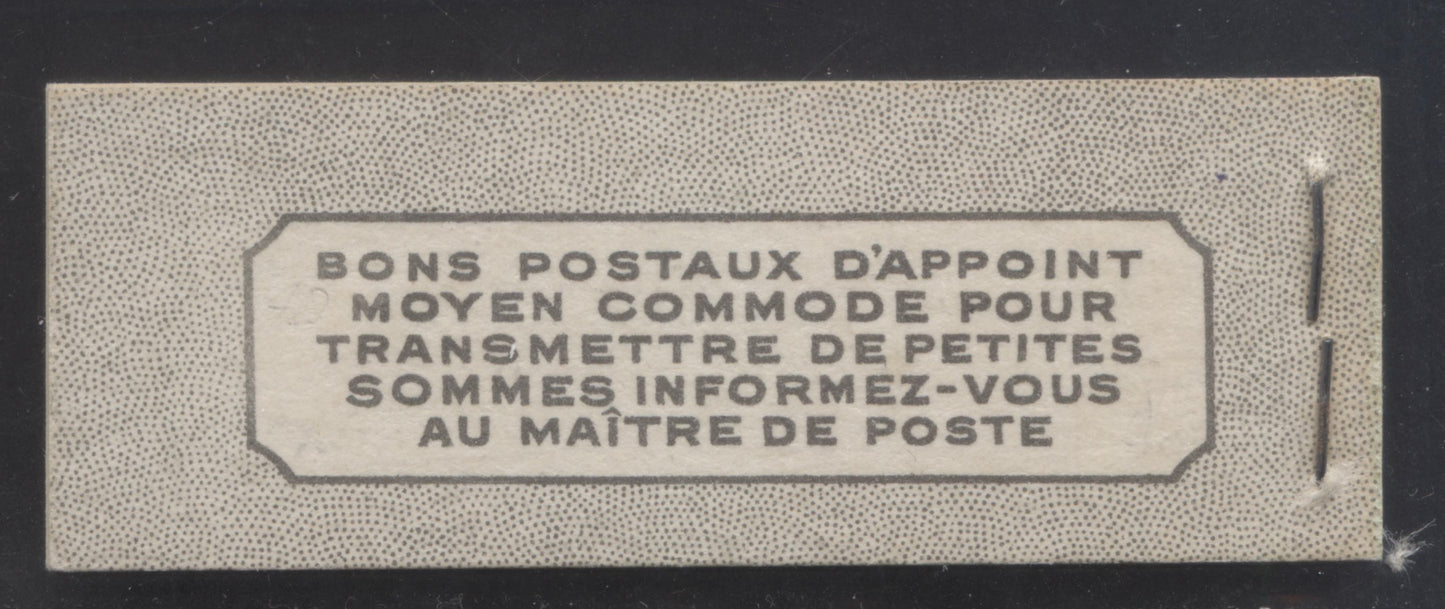 BONS POSTAUX D'APPOINT
MOYEN COMMODE POUR
TRANSMETTRE DE PETITES
SOMMES INFORMEZ-VOUS
AU MAÎTRE DE POSTE